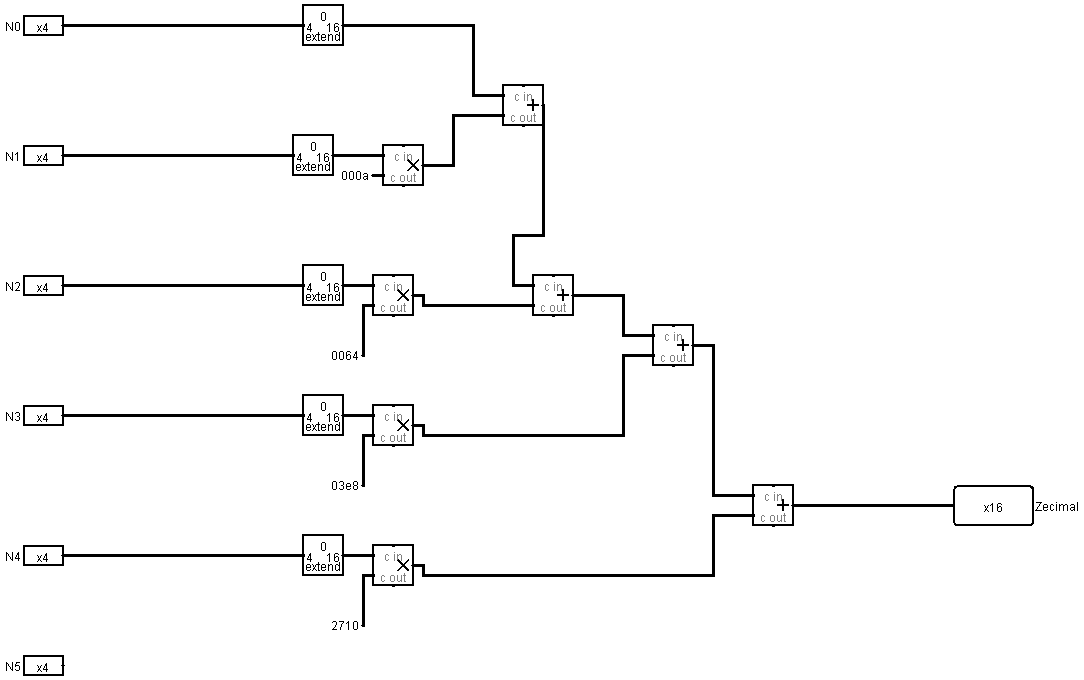 N0 x4 0 4 16 extend
c in
+
c out
N1 x4 0 4 16 extend
c in
×
000a c out
N2 x4 0 4 16 extend
c in
×
c out
c in
+
c out
0064
c in
+
c out
N3 x4 0 4 16 extend
c in
×
c out
03e8
c in
+
c out
x16 Zecimal
N4 x4 0 4 16 extend
c in
×
c out
2710
N5 x4